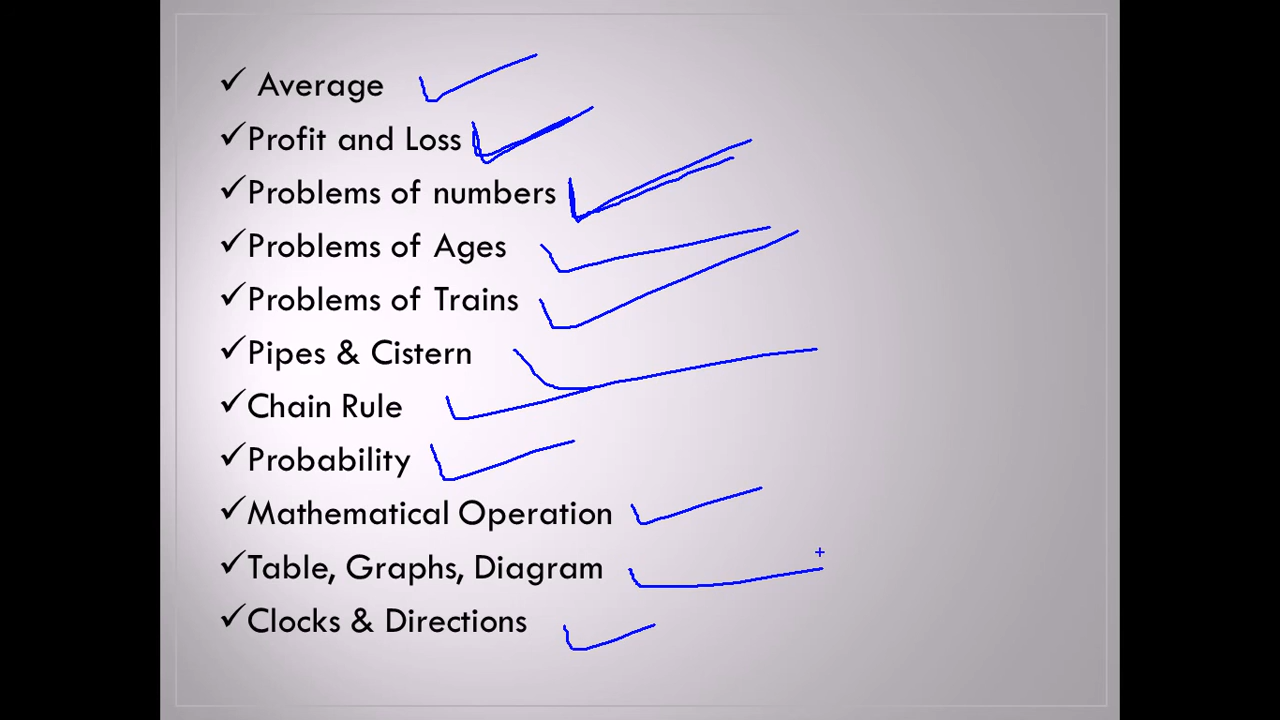 ✓ Average
✓ Profit and Loss
✓ Problems of numbers
✓ Problems of Ages
✓ Problems of Trains
✓ Pipes & Cistern
✓ Chain Rule
✓ Probability
✓ Mathematical Operation
✓ Table, Graphs, Diagram
✓ Clocks & Directions